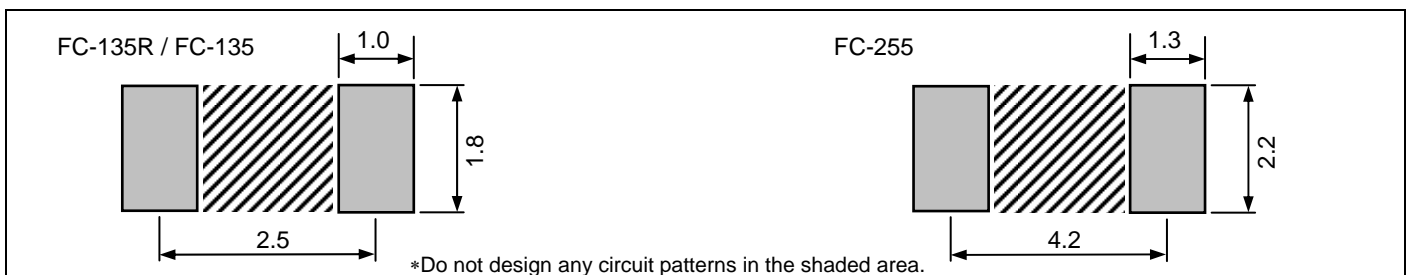 FC-135R / FC-135
1.0
1.8
2.5
FC-255
1.3
2.2
4.2
*Do not design any circuit patterns in the shaded area.